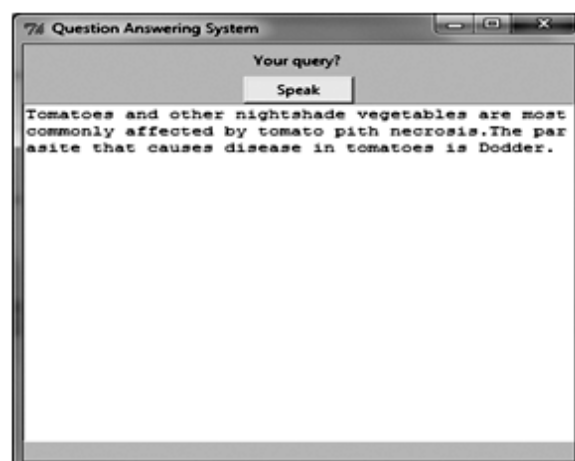 Question Answering System
Your query?
Speak
Tomatoes and other nightshade vegetables are most
commonly affected by tomato pith necrosis.The par
asite that causes disease in tomatoes is Dodder.